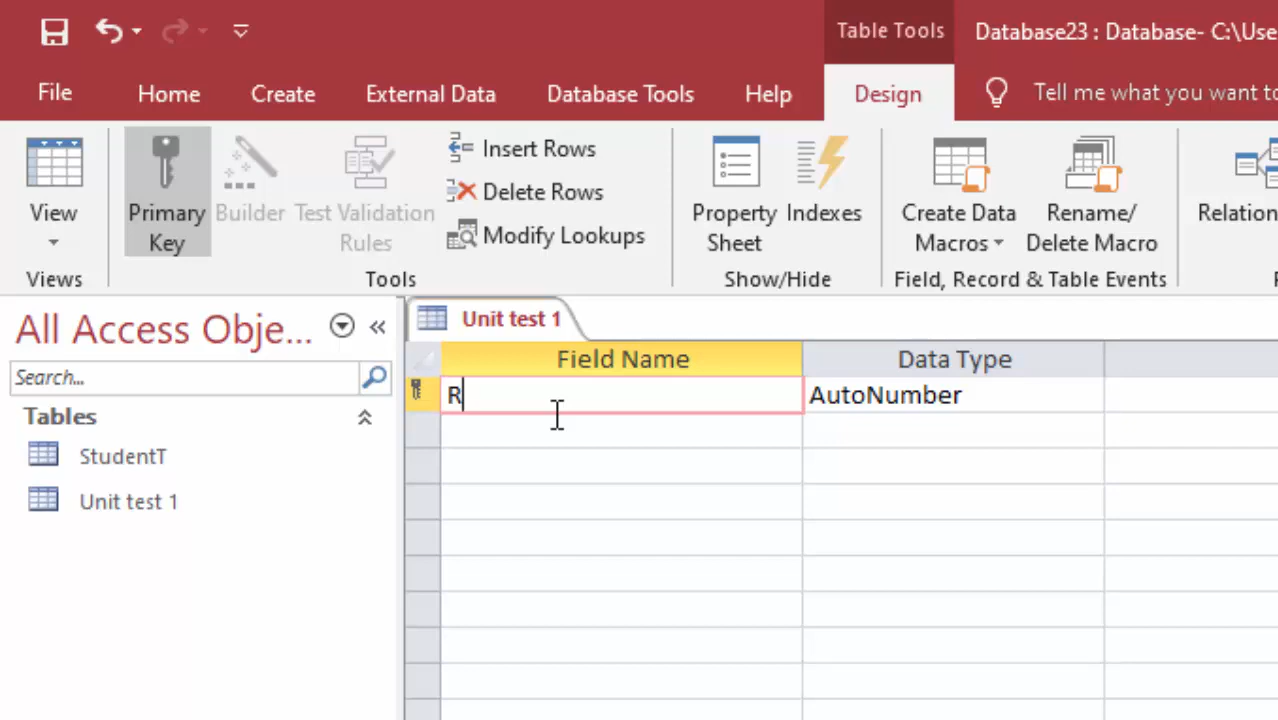 Table Tools
Database23 : Database- C:\Use
File
Home
Create
External Data
Database Tools
Help
Design
Tell me what you want to
View
Primary Key
Builder
Test Validation Rules
Insert Rows
Delete Rows
Modify Lookups
Property Sheet
Indexes
Create Data Macros
Rename/ Delete Macro
Relation
Views
Tools
Show/Hide
Field, Record & Table Events
All Access Obje...
Unit test 1
Search...
Field Name
Data Type
R
AutoNumber
Tables
StudentT
Unit test 1